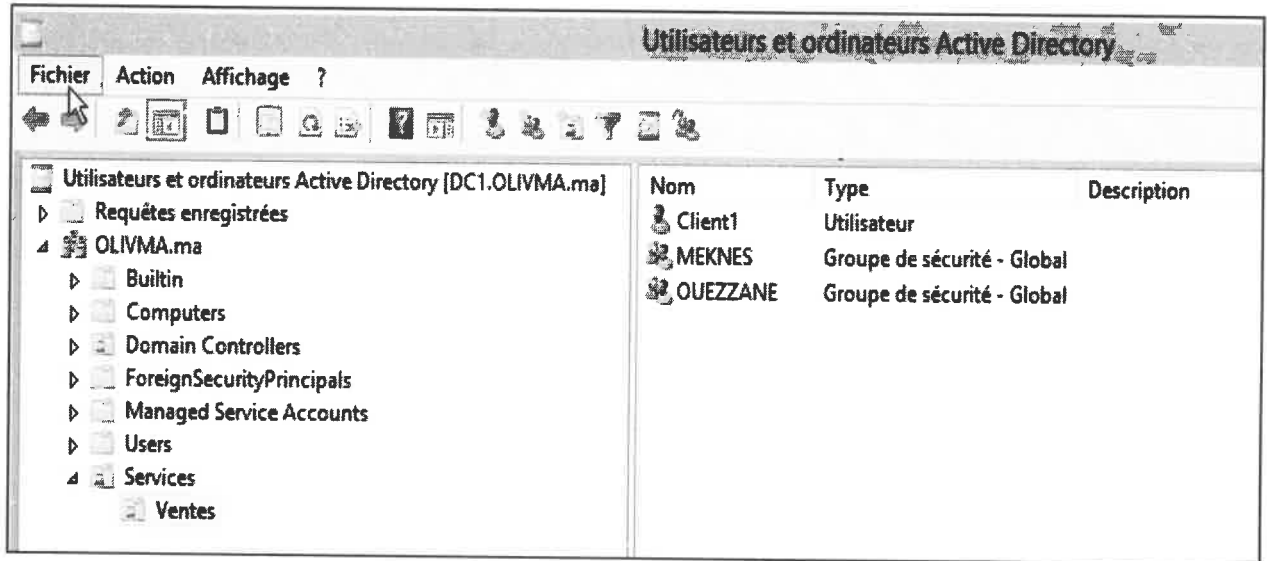 Utilisateurs et ordinateurs Active Directory
Fichier Action Affichage ?
Utilisateurs et ordinateurs Active Directory [DC1.OLIVMA.ma]
Requêtes enregistrées
OLIVMA.ma
Builtin
Computers
Domain Controllers
ForeignSecurityPrincipals
Managed Service Accounts
Users
Services
Ventes
Nom Type Description
Client1 Utilisateur
MEKNES Groupe de sécurité - Global
OUEZZANE Groupe de sécurité - Global